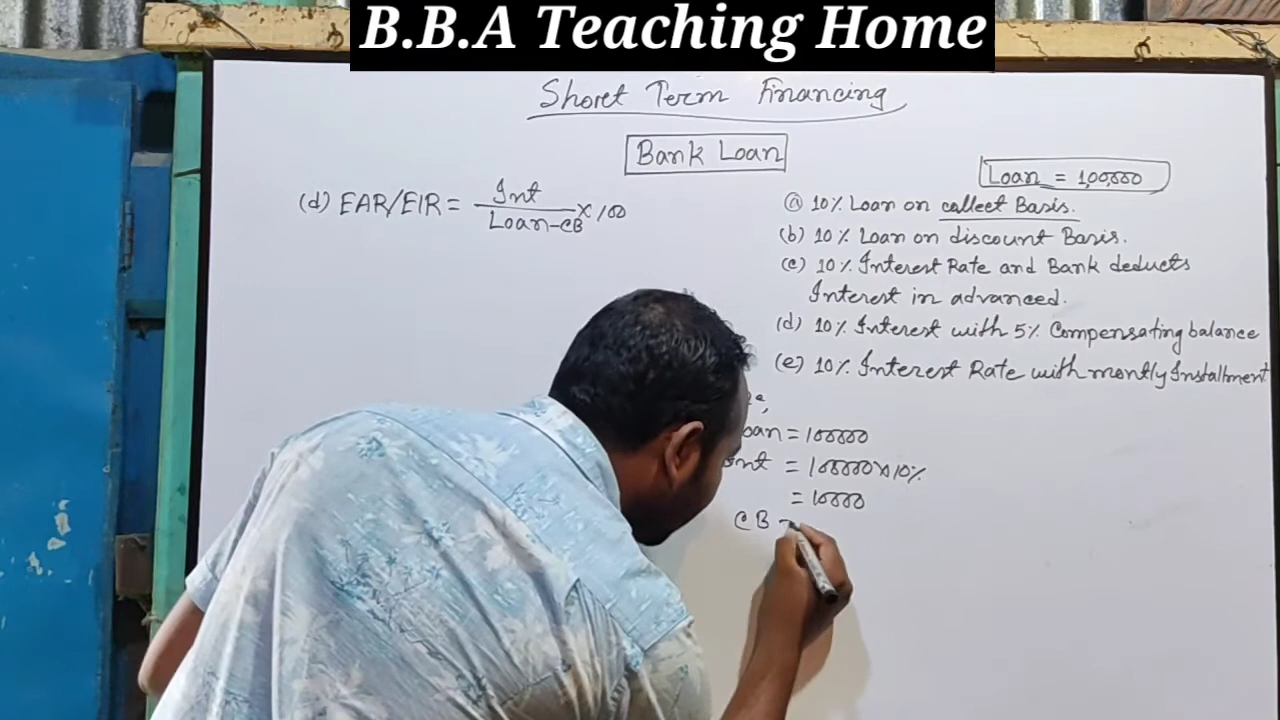 B.B.A Teaching Home
Short Term Financing
Bank Loan
(d) EAR/EIR = Int / Loan-CB × 100
Loan = 1,00,000
(a) 10% Loan on collect Basis.
(b) 10% Loan on discount Basis.
(c) 10% Interest Rate and Bank deducts
Interest in advanced.
(d) 10% Interest with 5% Compensating balance
(e) 10% Interest Rate with montly Installment
= 100000
= 100000 × 10%
= 10000
CB